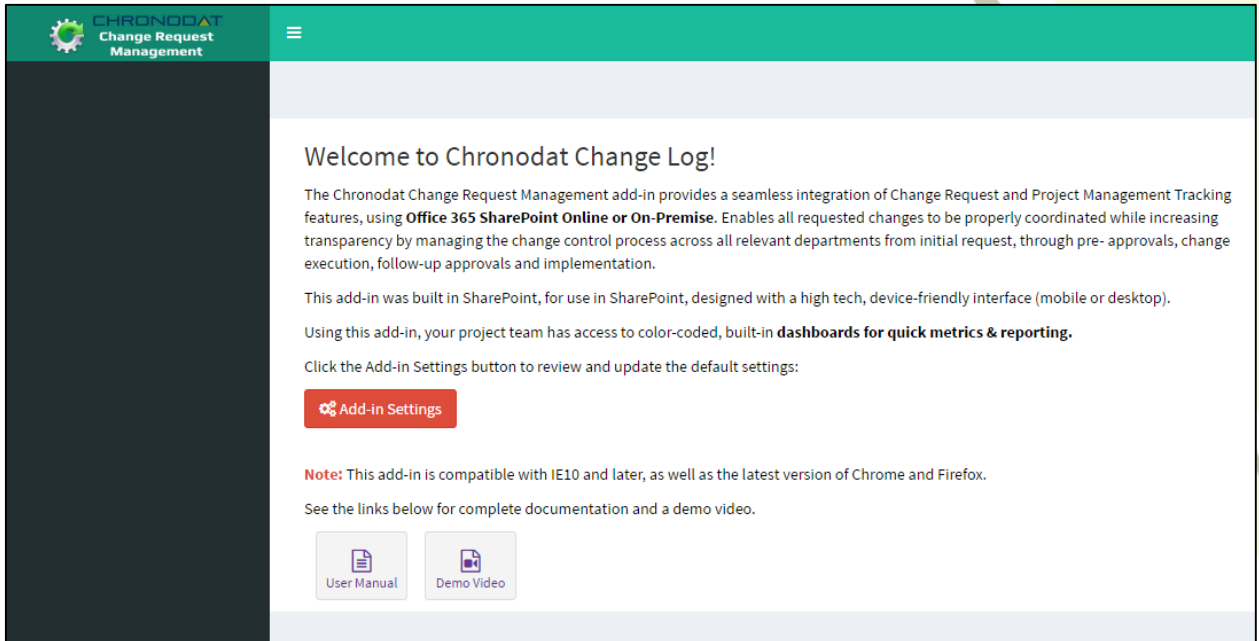 CHRONODAT
Change Request
Management
Welcome to Chronodat Change Log!
The Chronodat Change Request Management add-in provides a seamless integration of Change Request and Project Management Tracking
features, using Office 365 SharePoint Online or On-Premise. Enables all requested changes to be properly coordinated while increasing
transparency by managing the change control process across all relevant departments from initial request, through pre- approvals, change
execution, follow-up approvals and implementation.
This add-in was built in SharePoint, for use in SharePoint, designed with a high tech, device-friendly interface (mobile or desktop).
Using this add-in, your project team has access to color-coded, built-in dashboards for quick metrics & reporting.
Click the Add-in Settings button to review and update the default settings:
Add-in Settings
Note: This add-in is compatible with IE10 and later, as well as the latest version of Chrome and Firefox.
See the links below for complete documentation and a demo video.
User Manual
Demo Video